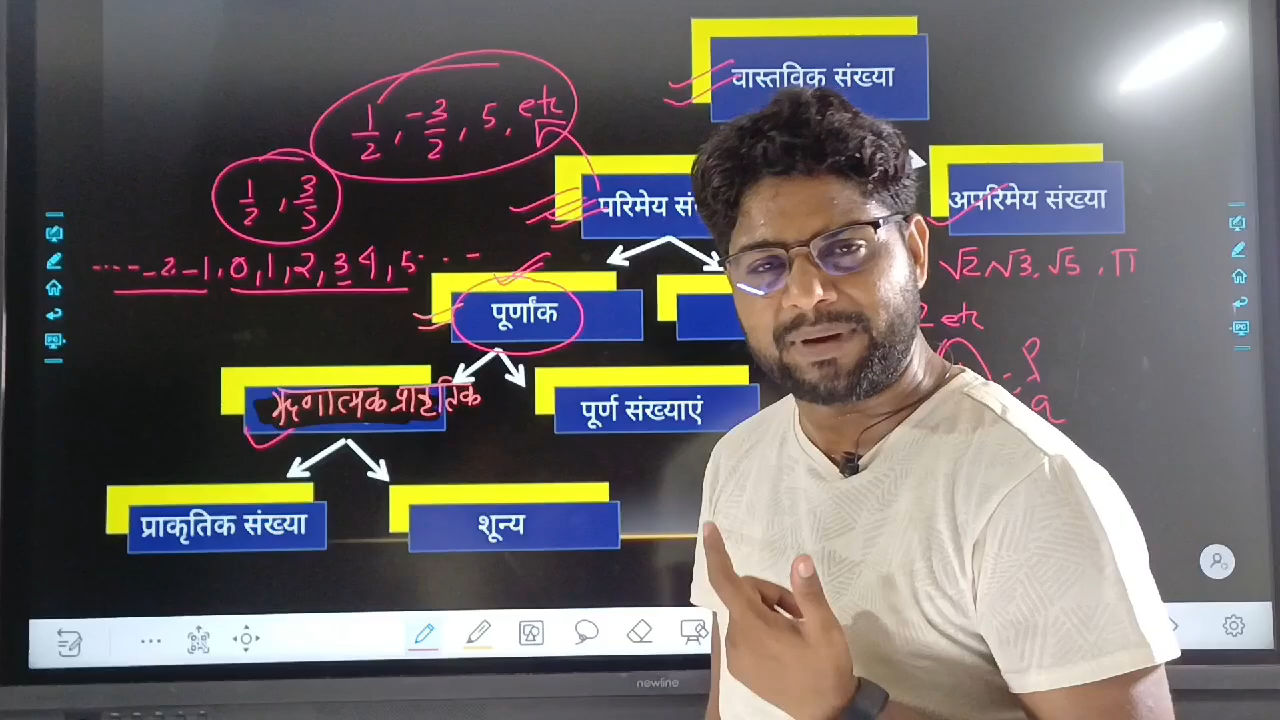 वास्तविक संख्या
1/2, -3/2, 5, etc
1/2, 3/5
परिमेय
अपरिमेय संख्या
.... -2 -1, 0, 1, 2, 3 4, 5 . . -
√2 √3, √5, π
पूर्णांक
etc
ऋणात्मक प्राकृतिक
पूर्ण संख्याएं
प्राकृतिक संख्या
शून्य
newline